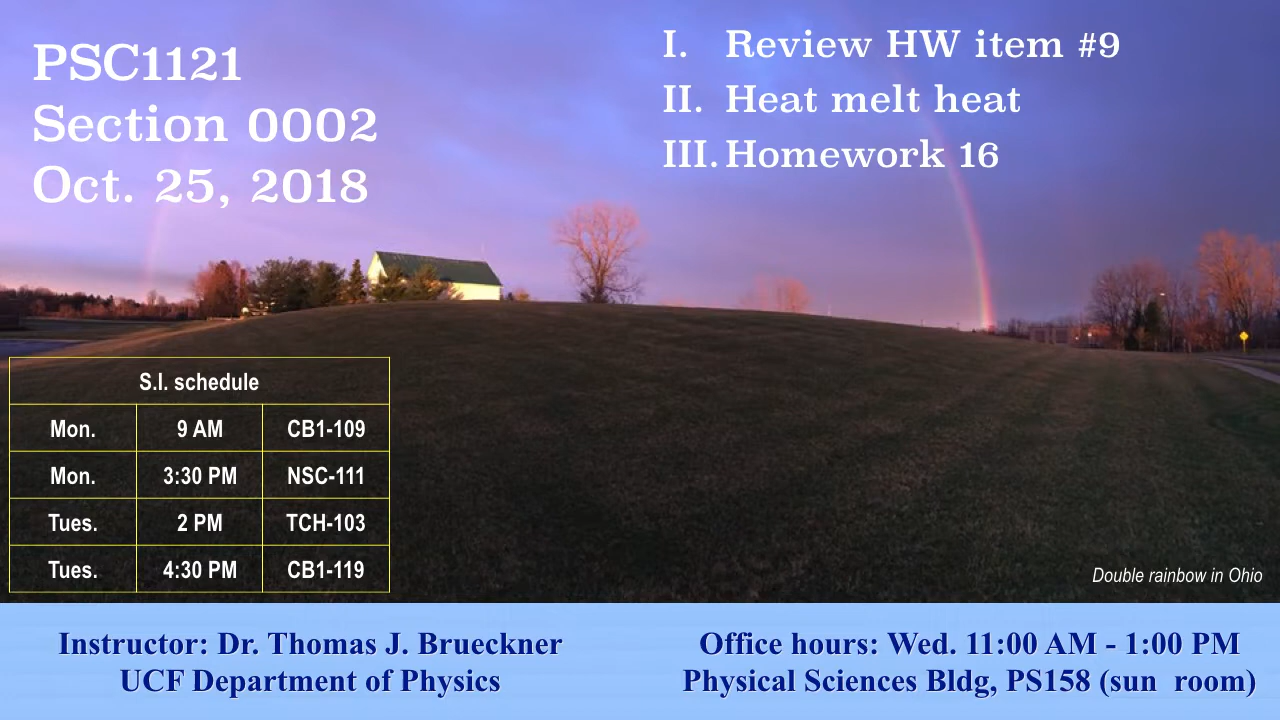 PSC1121
Section 0002
Oct. 25, 2018
I. Review HW item #9
II. Heat melt heat
III. Homework 16
S.I. schedule
Mon. 9 AM CB1-109
Mon. 3:30 PM NSC-111
Tues. 2 PM TCH-103
Tues. 4:30 PM CB1-119
Double rainbow in Ohio
Instructor: Dr. Thomas J. Brueckner
UCF Department of Physics
Office hours: Wed. 11:00 AM - 1:00 PM
Physical Sciences Bldg, PS158 (sun room)